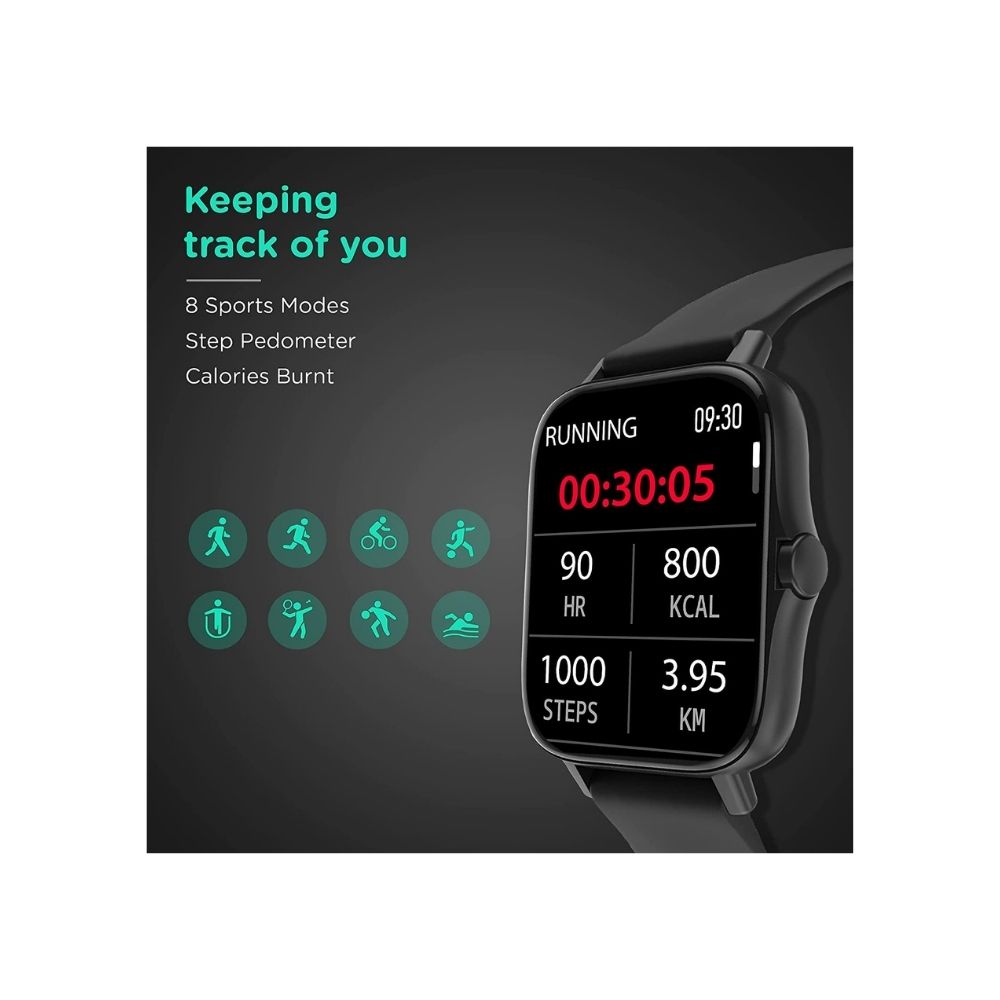 Keeping
track of you
8 Sports Modes
Step Pedometer
Calories Burnt
RUNNING 09:30
00:30:05
90 800
HR KCAL
1000 3.95
STEPS KM